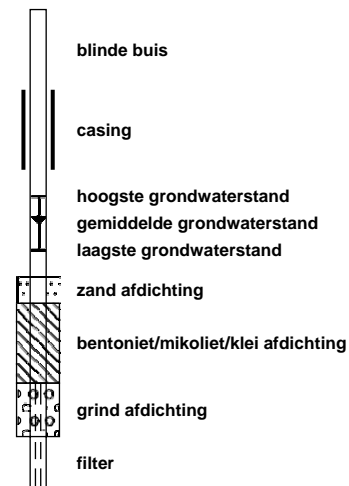 blinde buis
casing
hoogste grondwaterstand
gemiddelde grondwaterstand
laagste grondwaterstand
zand afdichting
bentoniet/mikoliet/klei afdichting
grind afdichting
filter